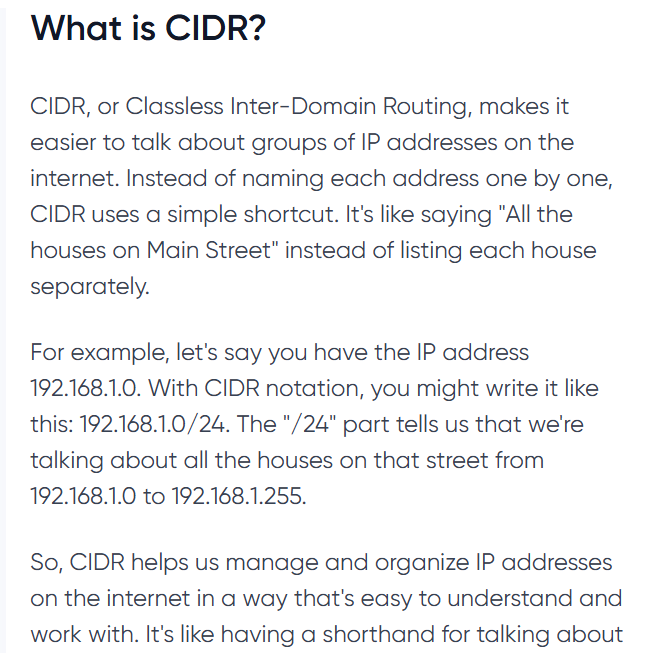 What is CIDR?
CIDR, or Classless Inter-Domain Routing, makes it
easier to talk about groups of IP addresses on the
internet. Instead of naming each address one by one,
CIDR uses a simple shortcut. It's like saying "All the
houses on Main Street" instead of listing each house
separately.
For example, let's say you have the IP address
192.168.1.0. With CIDR notation, you might write it like
this: 192.168.1.0/24. The "/24" part tells us that we're
talking about all the houses on that street from
192.168.1.0 to 192.168.1.255.
So, CIDR helps us manage and organize IP addresses
on the internet in a way that's easy to understand and
work with. It's like having a shorthand for talking about